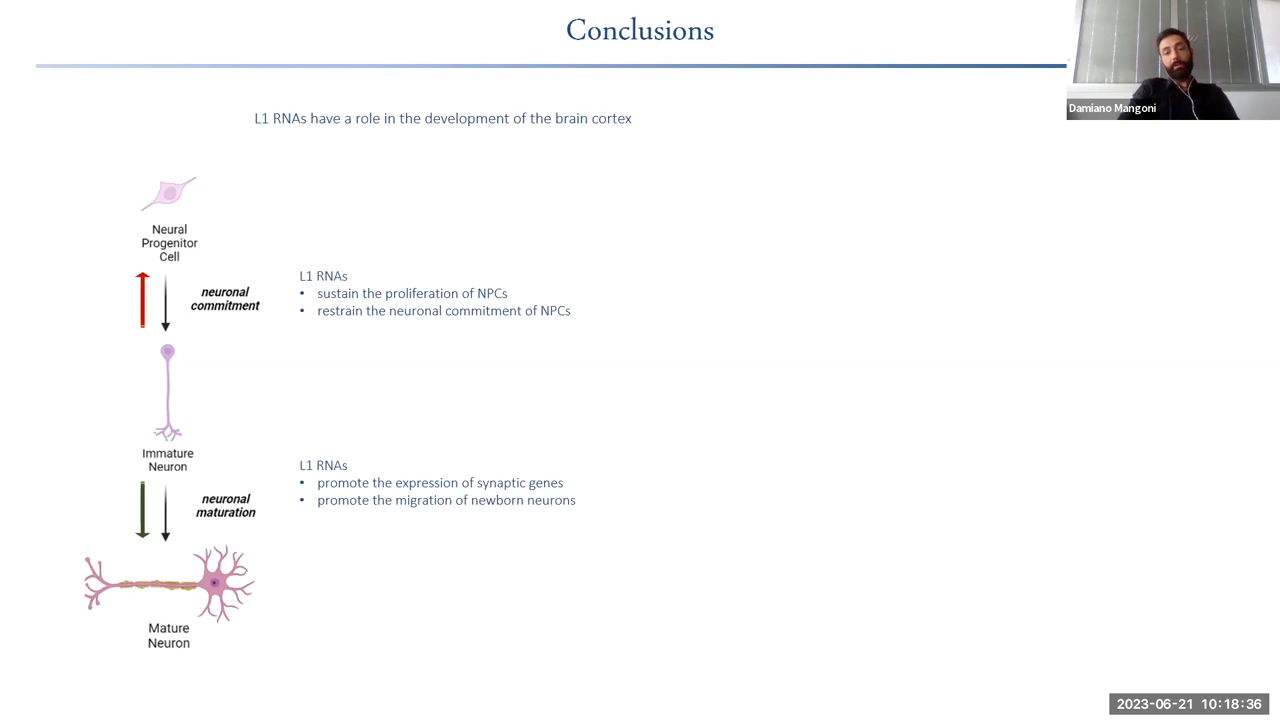 Conclusions
Damiano Mangoni
L1 RNAs have a role in the development of the brain cortex
Neural
Progenitor
Cell
neuronal
commitment
L1 RNAs
• sustain the proliferation of NPCs
• restrain the neuronal commitment of NPCs
Immature
Neuron
neuronal
maturation
L1 RNAs
• promote the expression of synaptic genes
• promote the migration of newborn neurons
Mature
Neuron
2023-06-21 10:18:36